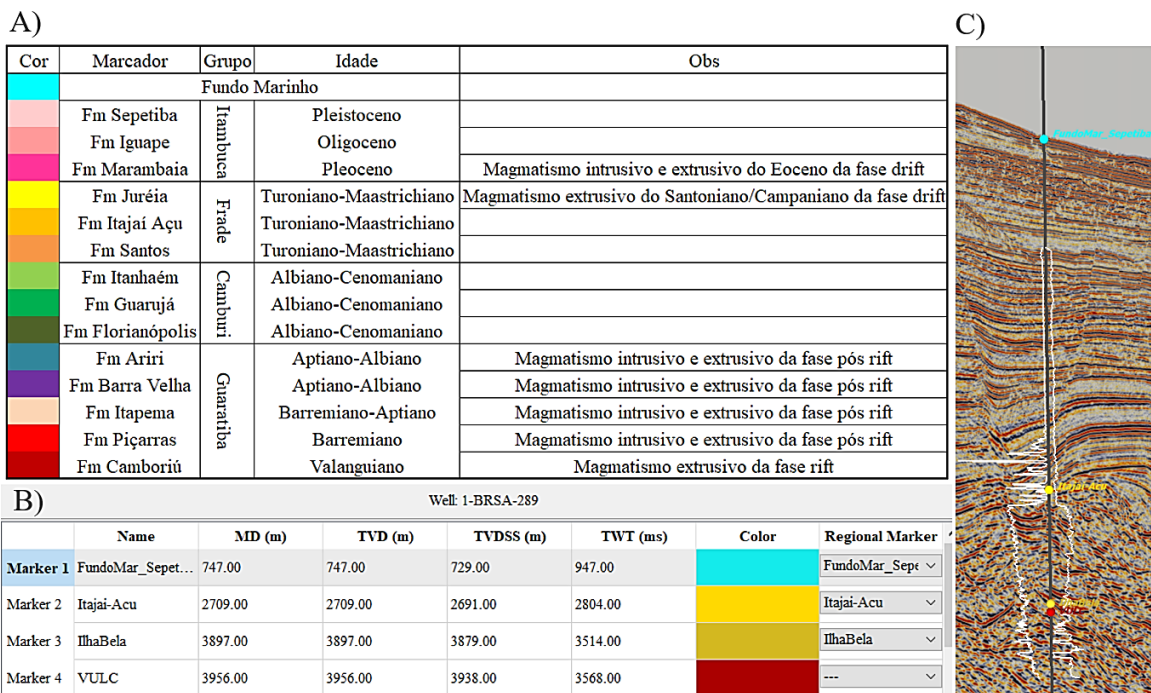 A)
Cor Marcador Grupo Idade Obs
Fundo Marinho
Fm Sepetiba Pleistoceno
Fm Iguape Oligoceno
Fm Marambaia Pleoceno Magmatismo intrusivo e extrusivo do Eoceno da fase drift
Itambuca
Fm Juréia Turoniano-Maastrichiano Magmatismo extrusivo do Santoniano/Campaniano da fase drift
Fm Itajaí Açu Turoniano-Maastrichiano
Fm Santos Turoniano-Maastrichiano
Frade
Fm Itanhaém Albiano-Cenomaniano
Fm Guarujá Albiano-Cenomaniano
Fm Florianópolis Albiano-Cenomaniano
Camburi
Fm Ariri Aptiano-Albiano Magmatismo intrusivo e extrusivo da fase pós rift
Fm Barra Velha Aptiano-Albiano Magmatismo intrusivo e extrusivo da fase pós rift
Fm Itapema Barremiano-Aptiano Magmatismo intrusivo e extrusivo da fase pós rift
Fm Piçarras Barremiano Magmatismo intrusivo e extrusivo da fase pós rift
Fm Camboriú Valanguiano Magmatismo extrusivo da fase rift
Guaratiba
B)
Well: 1-BRSA-289
Name MD (m) TVD (m) TVDSS (m) TWT (ms) Color Regional Marker
Marker 1 FundoMar_Sepet... 747.00 747.00 729.00 947.00 FundoMar_Sepe
Marker 2 Itajai-Acu 2709.00 2709.00 2691.00 2804.00 Itajai-Acu
Marker 3 IlhaBela 3897.00 3897.00 3879.00 3514.00 IlhaBela
Marker 4 VULC 3956.00 3956.00 3938.00 3568.00 ---
C)
FundoMar_Sepetiba
Itajai-Acu